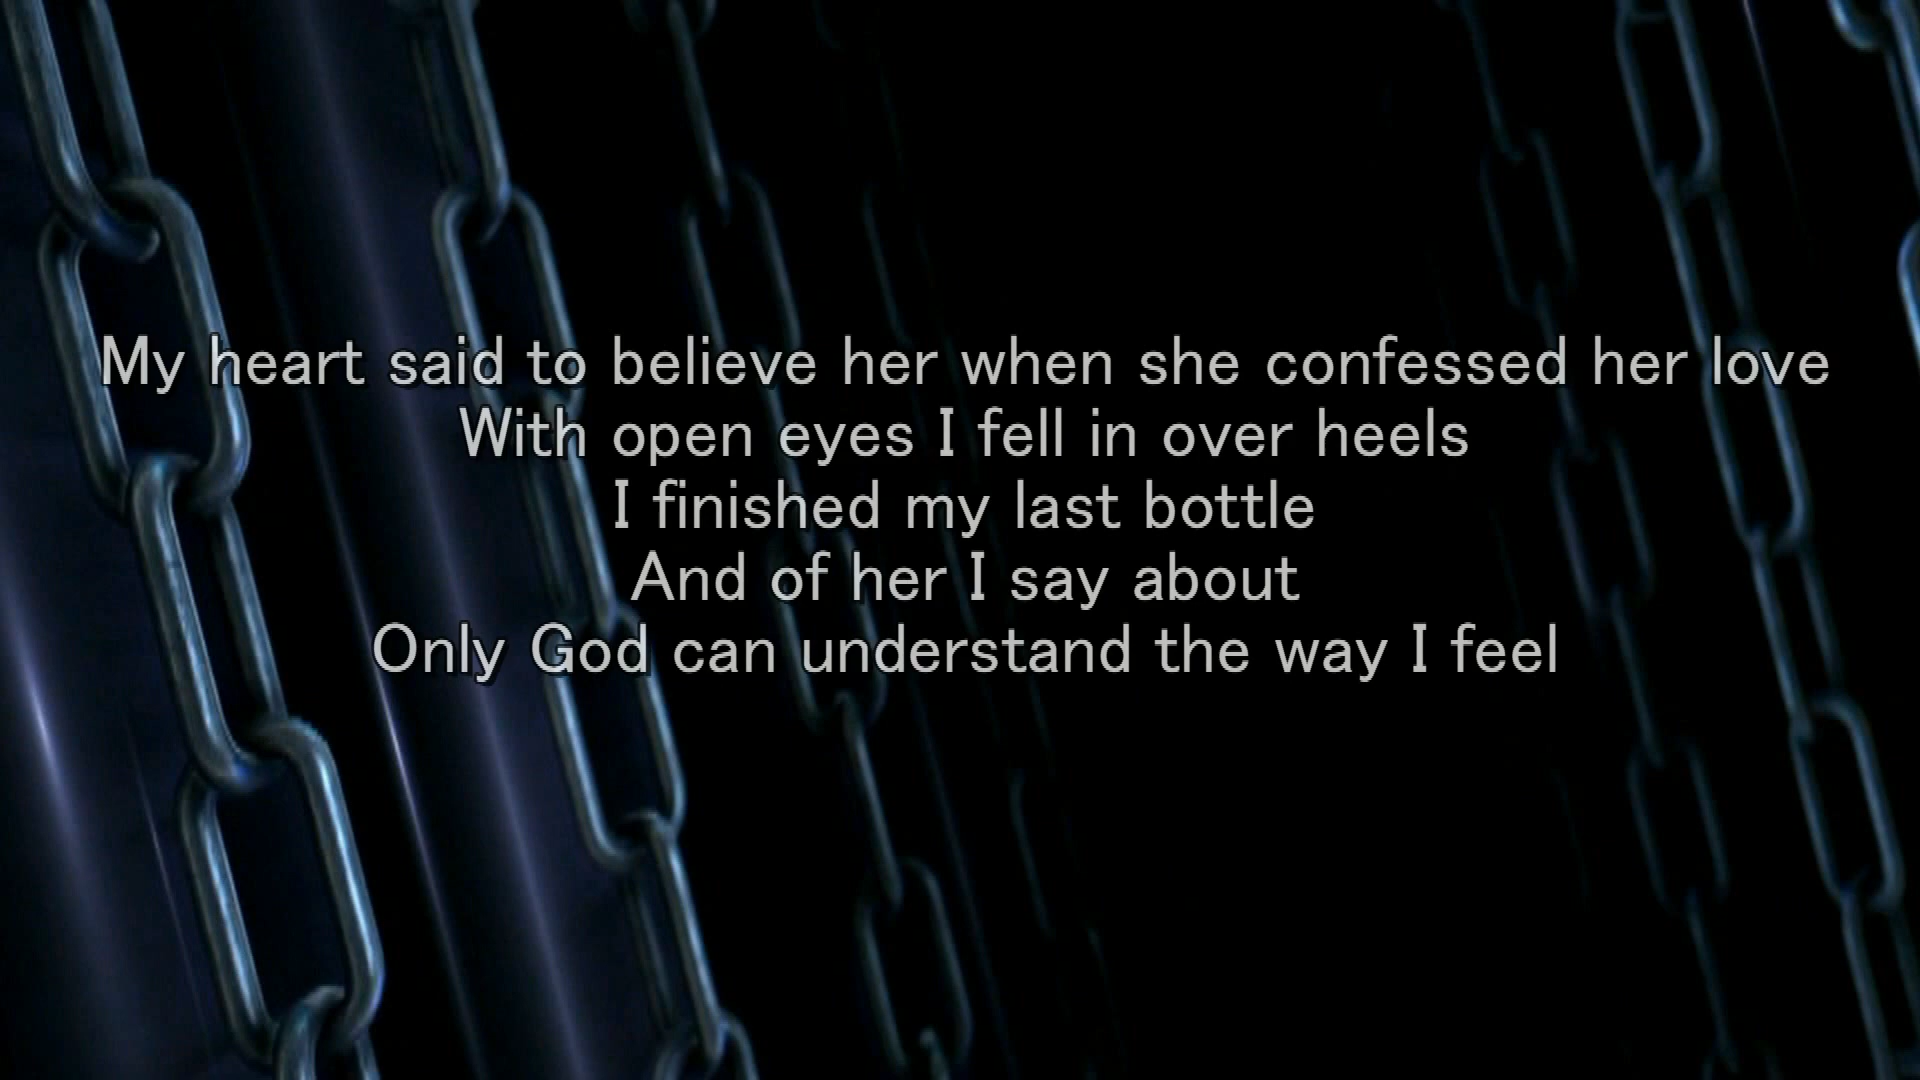 My heart said to believe her when she confessed her love
With open eyes I fell in over heels
I finished my last bottle
And of her I say about
Only God can understand the way I feel